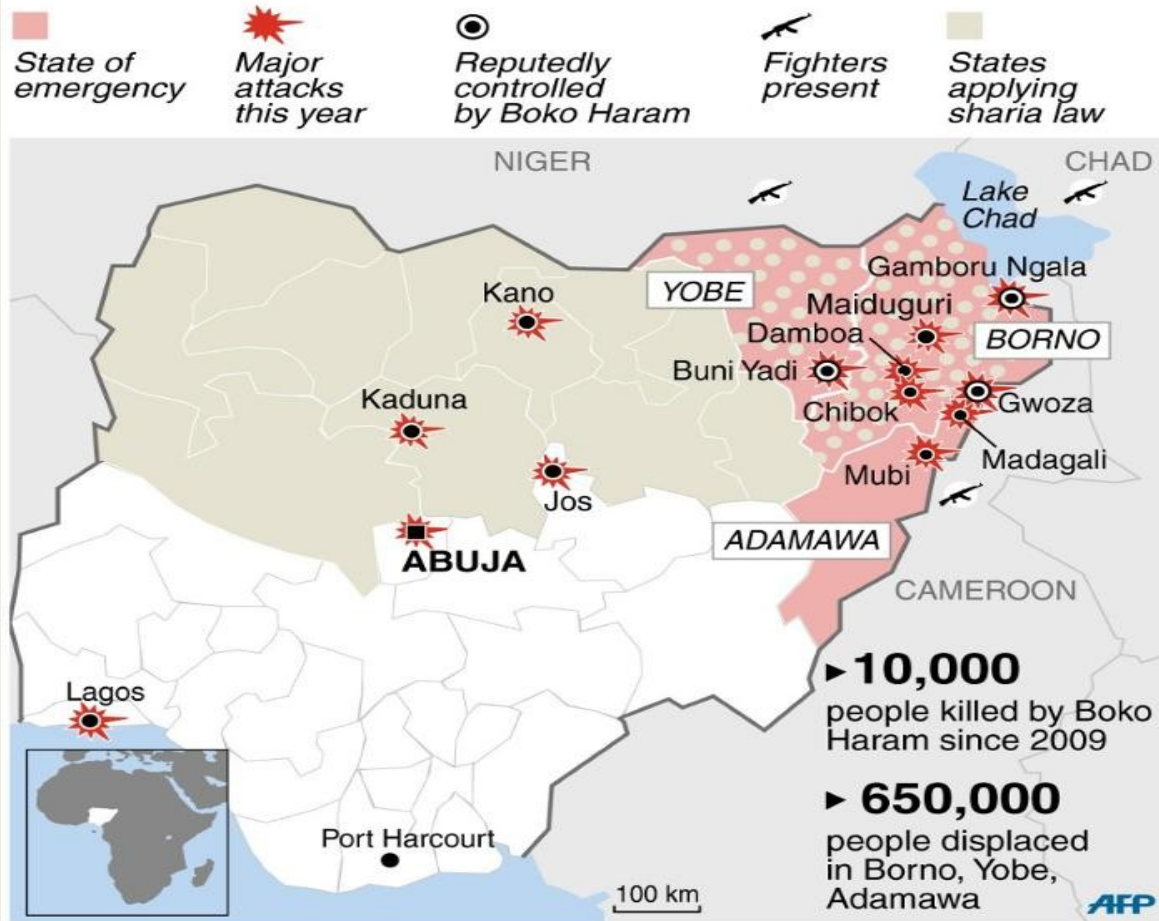 State of
emergency
Major
attacks
this year
Reputedly
controlled
by Boko Haram
Fighters
present
States
applying
sharia law
NIGER
CHAD
Lake
Chad
Gamboru Ngala
Kano
YOBE
Maiduguri
Damboa
BORNO
Buni Yadi
Kaduna
Chibok
Gwoza
Mubi
Madagali
Jos
ABUJA
ADAMAWA
CAMEROON
Lagos
10,000
people killed by Boko
Haram since 2009
650,000
people displaced
in Borno, Yobe,
Adamawa
Port Harcourt
100 km
AFP